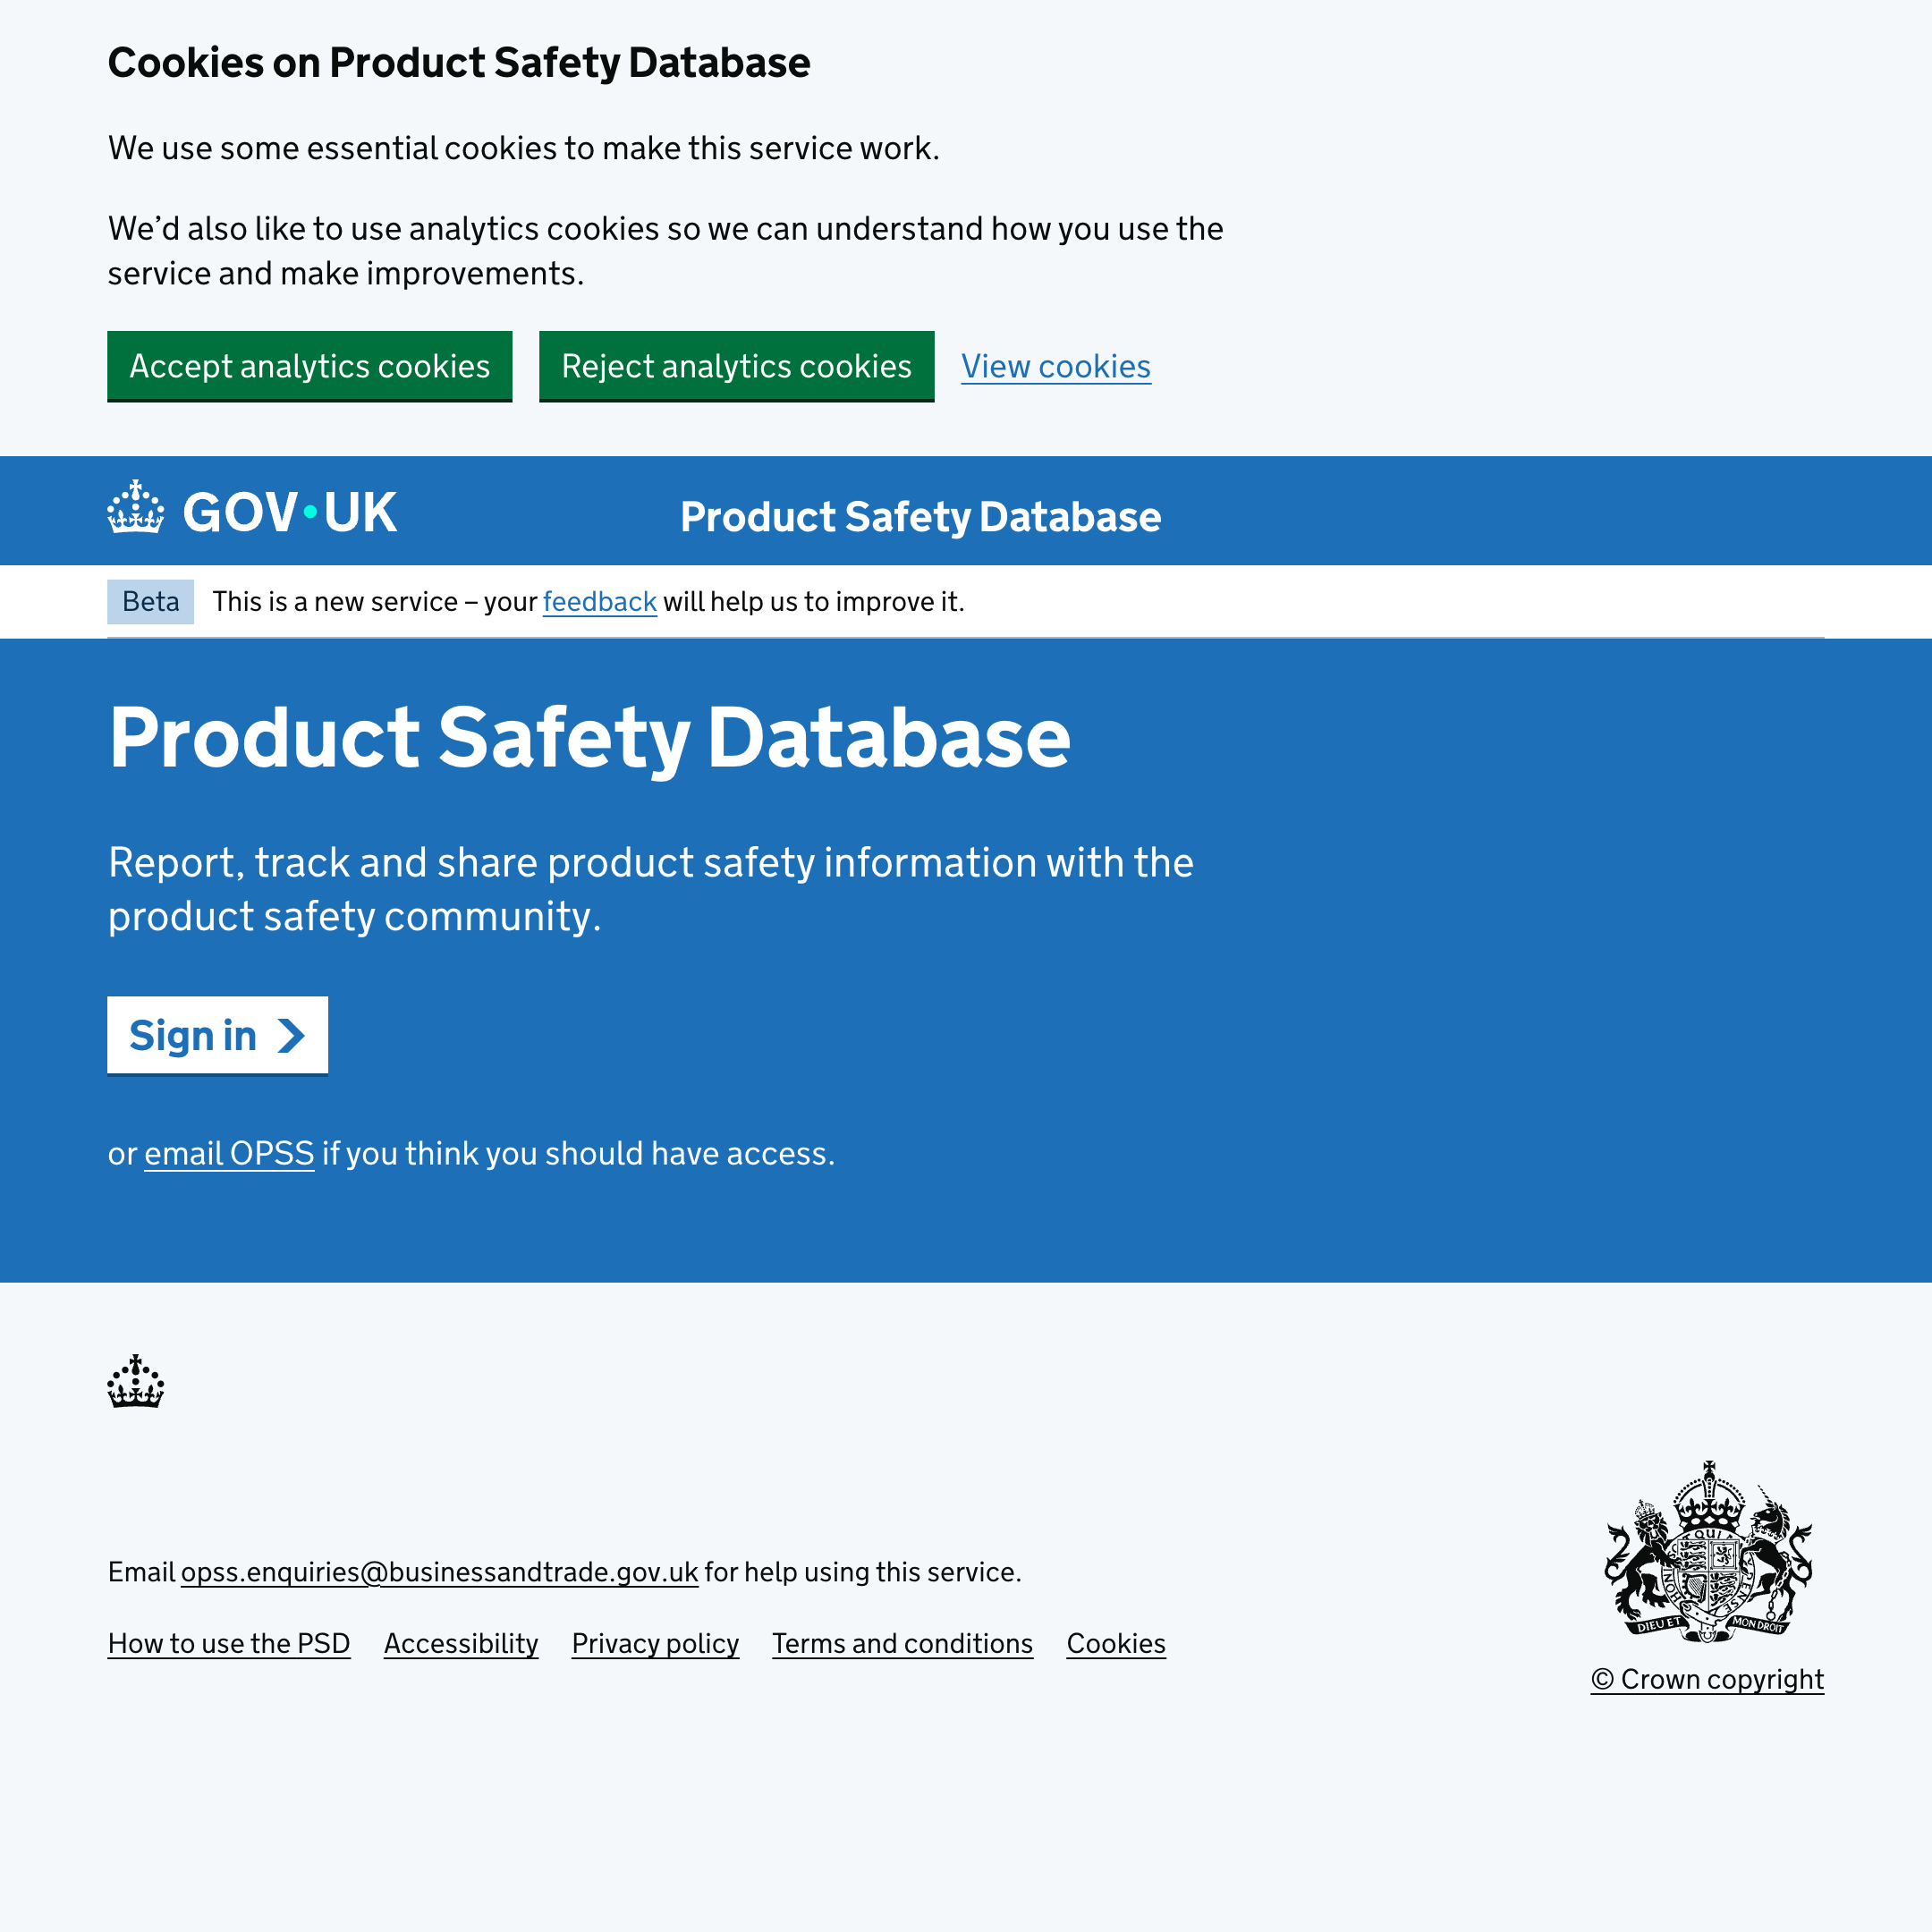 Cookies on Product Safety Database
We use some essential cookies to make this service work.
We’d also like to use analytics cookies so we can understand how you use the
service and make improvements.
Accept analytics cookies
Reject analytics cookies
View cookies
GOV·UK
Product Safety Database
Beta
This is a new service – your feedback will help us to improve it.
Product Safety Database
Report, track and share product safety information with the
product safety community.
Sign in
or email OPSS if you think you should have access.
Email opss.enquiries@businessandtrade.gov.uk for help using this service.
How to use the PSD
Accessibility
Privacy policy
Terms and conditions
Cookies
DIEU ET MON DROIT
© Crown copyright